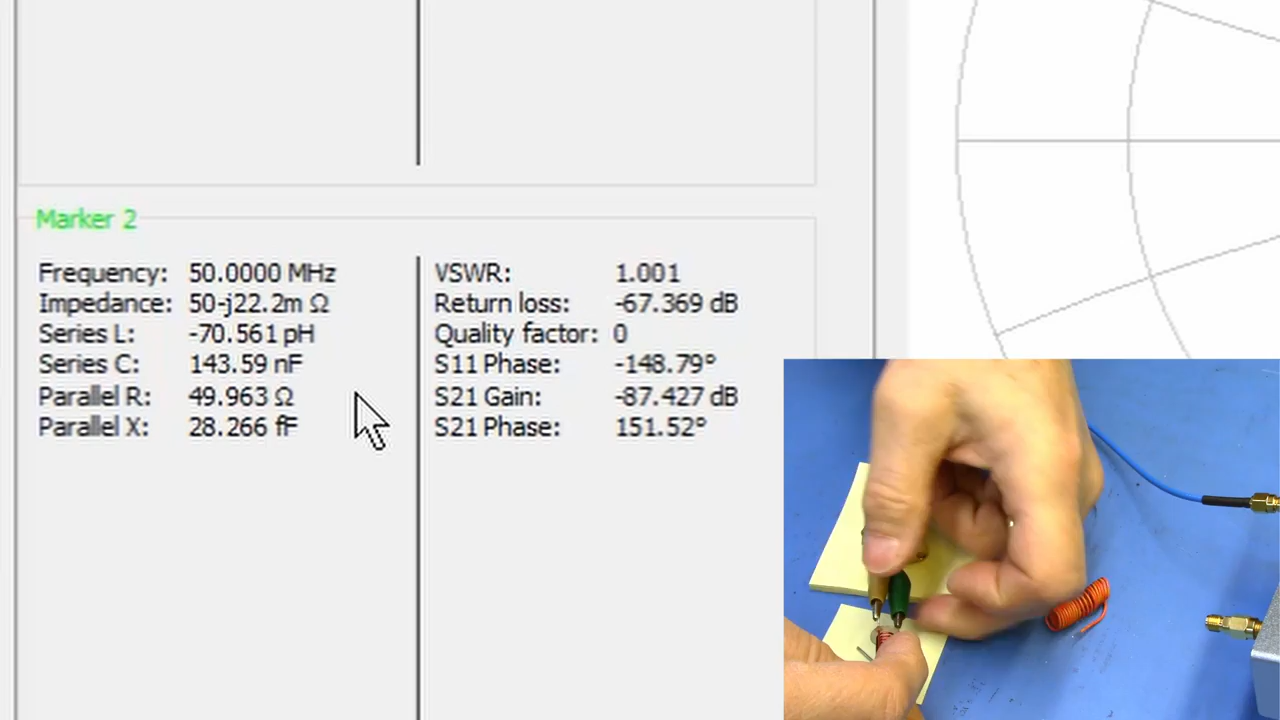 Marker 2
Frequency: 50.0000 MHz
Impedance: 50-j22.2m Ω
Series L: -70.561 pH
Series C: 143.59 nF
Parallel R: 49.963 Ω
Parallel X: 28.266 fF
VSWR: 1.001
Return loss: -67.369 dB
Quality factor: 0
S11 Phase: -148.79°
S21 Gain: -87.427 dB
S21 Phase: 151.52°